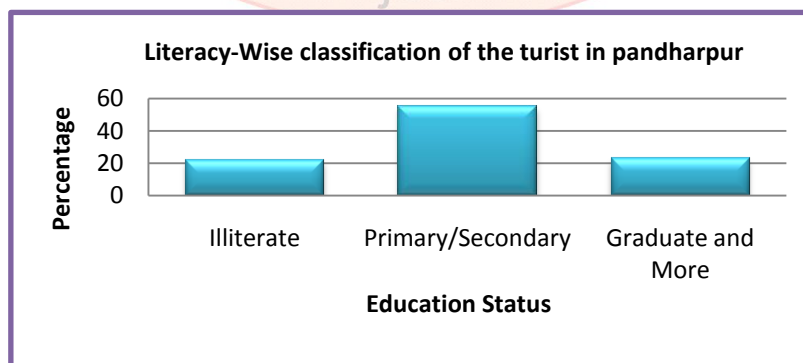 Literacy-Wise classification of the turist in pandharpur
60
40
20
0
Percentage
Illiterate
Primary/Secondary
Graduate and
More
Education Status